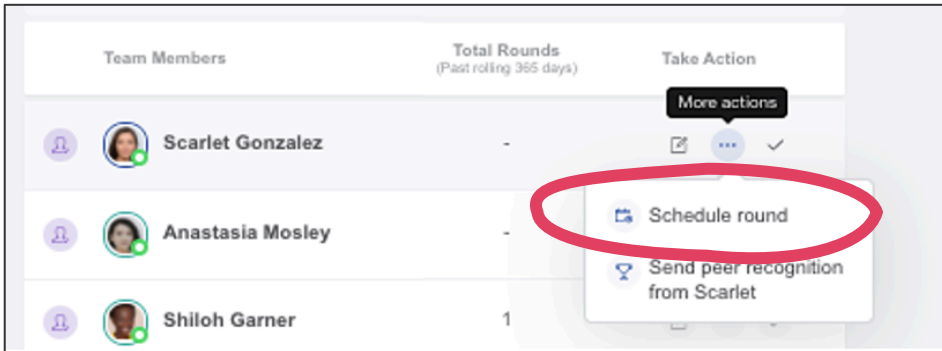 Team Members
Total Rounds
(Past rolling 365 days)
Take Action
More actions
Scarlet Gonzalez
-
Schedule round
Anastasia Mosley
-
Send peer recognition
from Scarlet
Shiloh Garner
1